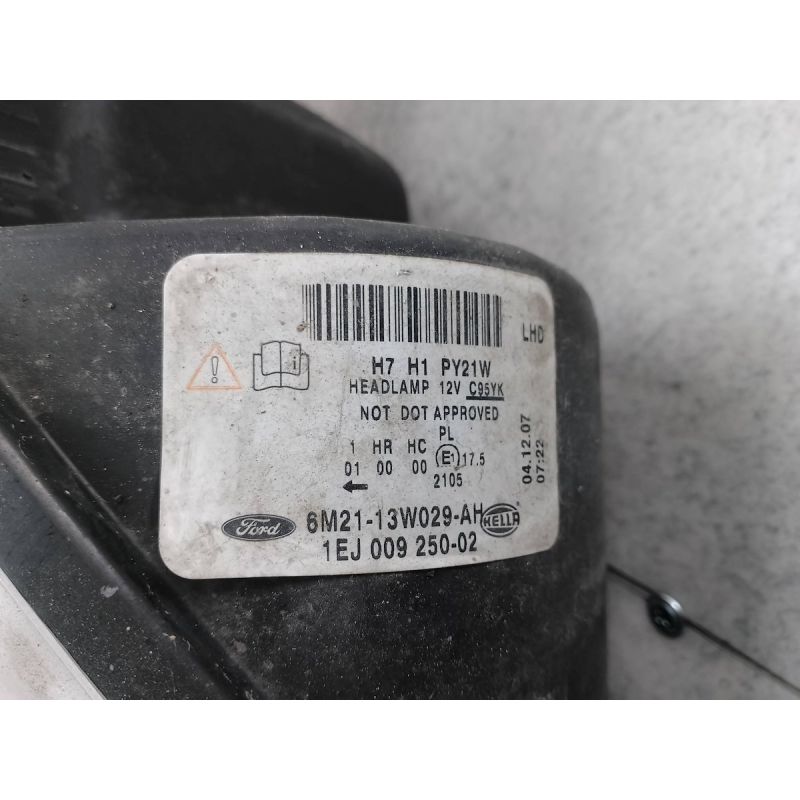 LHD
H7 H1 PY21W
HEADLAMP 12V C95YK
NOT DOT APPROVED
PL
1 HR HC E1 17.5
01 00 00
2105
04.12.07
07:22
Ford 6M21-13W029-AH HELLA
1EJ 009 250-02